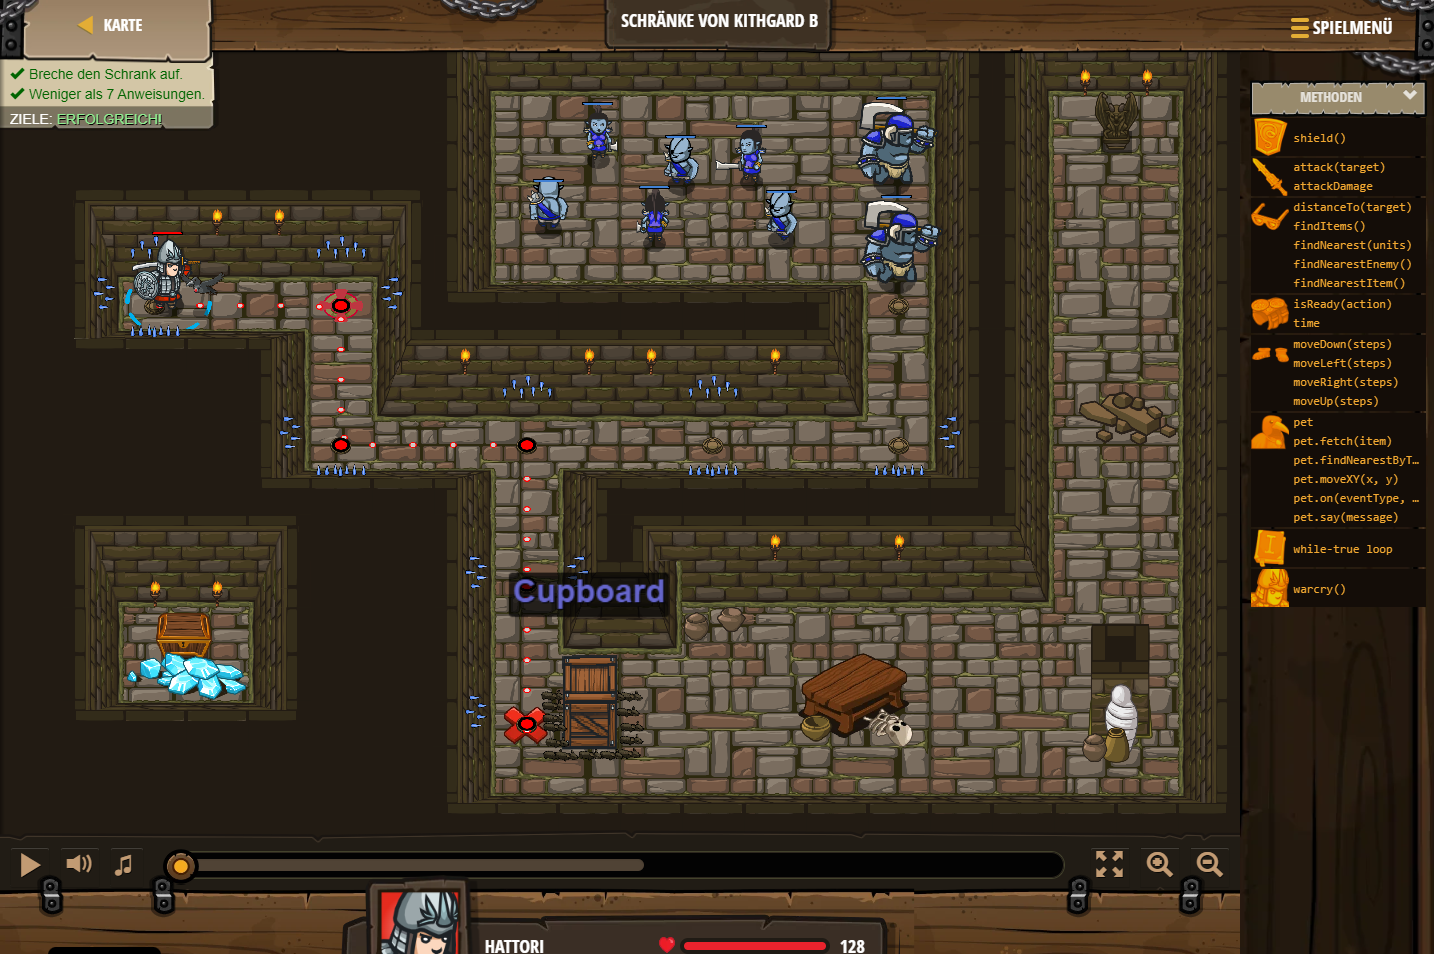 KARTE
SCHRÄNKE VON KITHGARD B
SPIELMENÜ
Breche den Schrank auf.
Weniger als 7 Anweisungen.
ZIELE: ERFOLGREICH!
METHODEN
shield()
attack(target)
attackDamage
distanceTo(target)
findItems()
findNearest(units)
findNearestEnemy()
findNearestItem()
isReady(action)
time
moveDown(steps)
moveLeft(steps)
moveRight(steps)
moveUp(steps)
pet
pet.fetch(item)
pet.findNearestByT…
pet.moveXY(x, y)
pet.on(eventType, …
pet.say(message)
while-true loop
warcry()
Cupboard
HATTORI
128